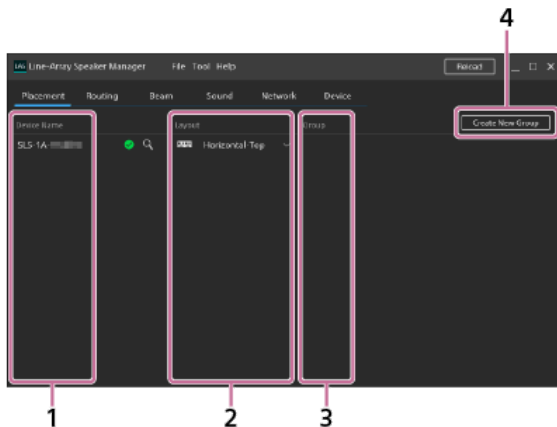 4
LAS Line-Array Speaker Manager File Tool Help Reload
Placement Routing Beam Sound Network Device
Device Name Layout Group Create New Group
SLS-1A- Horizontal-Top
1 2 3